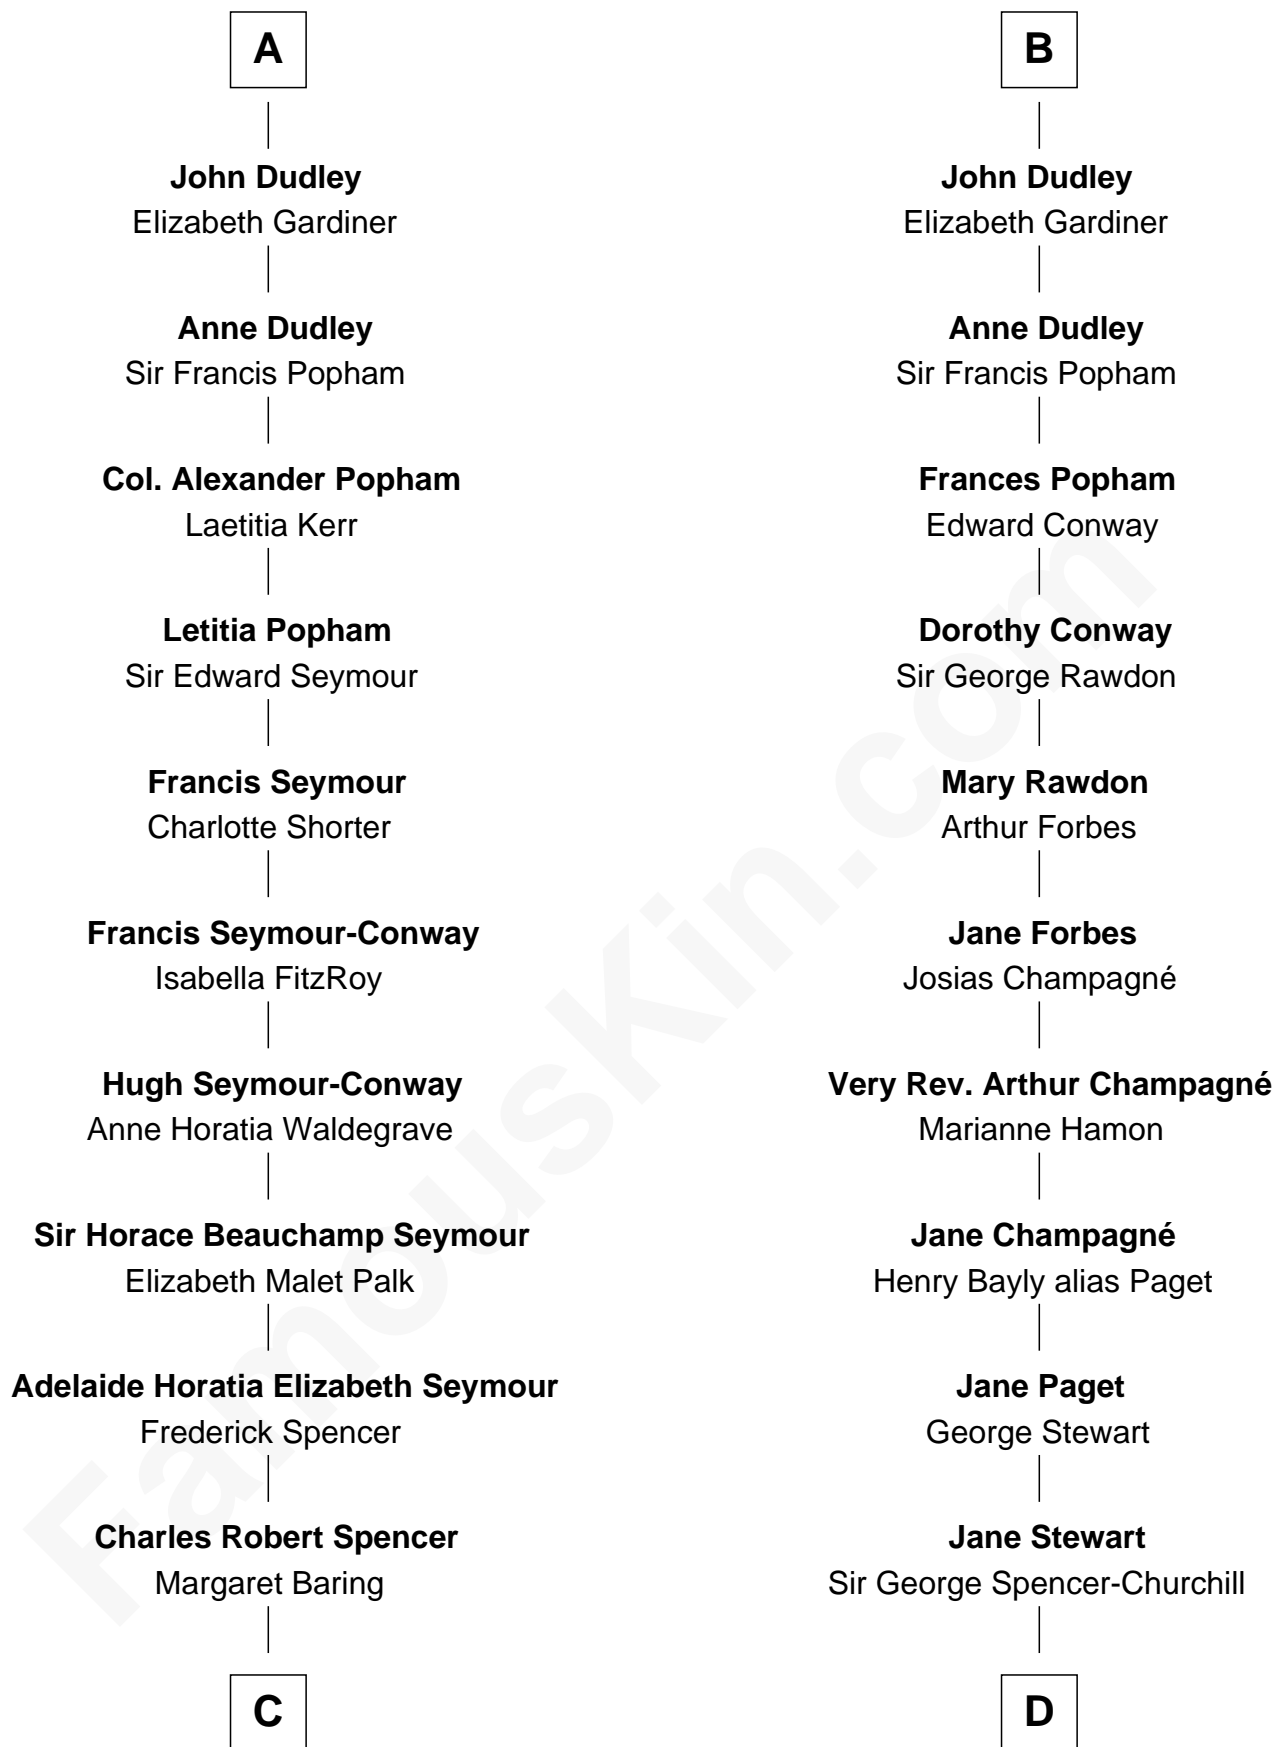 A
John Dudley
Elizabeth Gardiner
Anne Dudley
Sir Francis Popham
Col. Alexander Popham
Laetitia Kerr
Letitia Popham
Sir Edward Seymour
Francis Seymour
Charlotte Shorter
Francis Seymour-Conway
Isabella FitzRoy
Hugh Seymour-Conway
Anne Horatia Waldegrave
Sir Horace Beauchamp Seymour
Elizabeth Malet Palk
Adelaide Horatia Elizabeth Seymour
Frederick Spencer
Charles Robert Spencer
Margaret Baring
C
B
John Dudley
Elizabeth Gardiner
Anne Dudley
Sir Francis Popham
Frances Popham
Edward Conway
Dorothy Conway
Sir George Rawdon
Mary Rawdon
Arthur Forbes
Jane Forbes
Josias Champagné
Very Rev. Arthur Champagné
Marianne Hamon
Jane Champagné
Henry Bayly alias Paget
Jane Paget
George Stewart
Jane Stewart
Sir George Spencer-Churchill
D
FamousKin.com